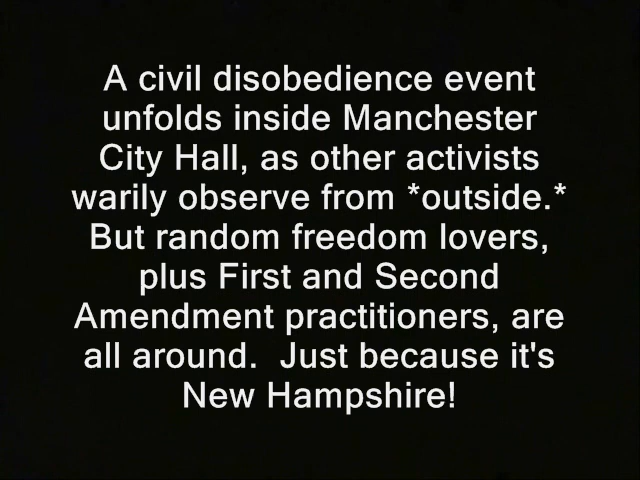 A civil disobedience event
unfolds inside Manchester
City Hall, as other activists
warily observe from *outside.*
But random freedom lovers,
plus First and Second
Amendment practitioners, are
all around.  Just because it's
New Hampshire!